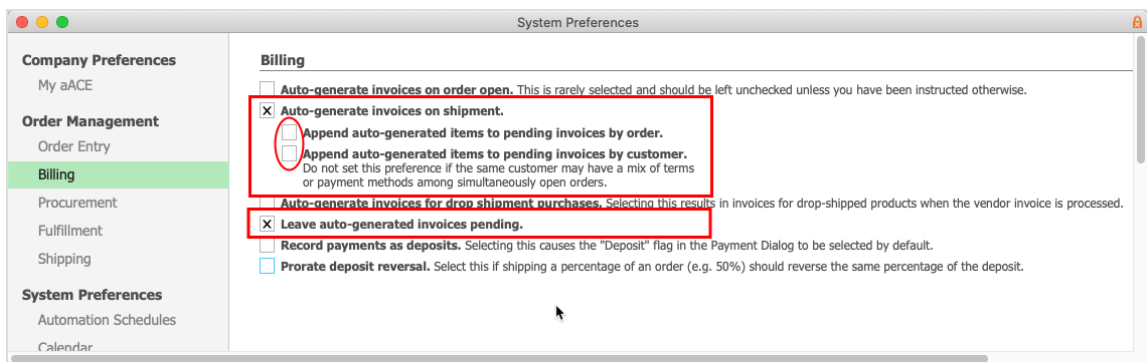 System Preferences
Company Preferences
My aACE
Order Management
Order Entry
Billing
Procurement
Fulfillment
Shipping
System Preferences
Automation Schedules
Calendar
Billing
Auto-generate invoices on order open. This is rarely selected and should be left unchecked unless you have been instructed otherwise.
X Auto-generate invoices on shipment.
Append auto-generated items to pending invoices by order.
Append auto-generated items to pending invoices by customer.
Do not set this preference if the same customer may have a mix of terms
or payment methods among simultaneously open orders.
Auto-generate invoices for drop shipment purchases. Selecting this results in invoices for drop-shipped products when the vendor invoice is processed.
X Leave auto-generated invoices pending.
Record payments as deposits. Selecting this causes the "Deposit" flag in the Payment Dialog to be selected by default.
Prorate deposit reversal. Select this if shipping a percentage of an order (e.g. 50%) should reverse the same percentage of the deposit.